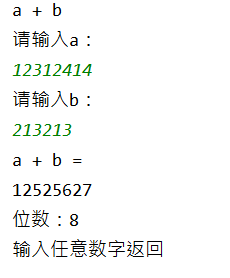 a + b
请输入a：
12312414
请输入b：
213213
a + b =
12525627
位数：8
输入任意数字返回